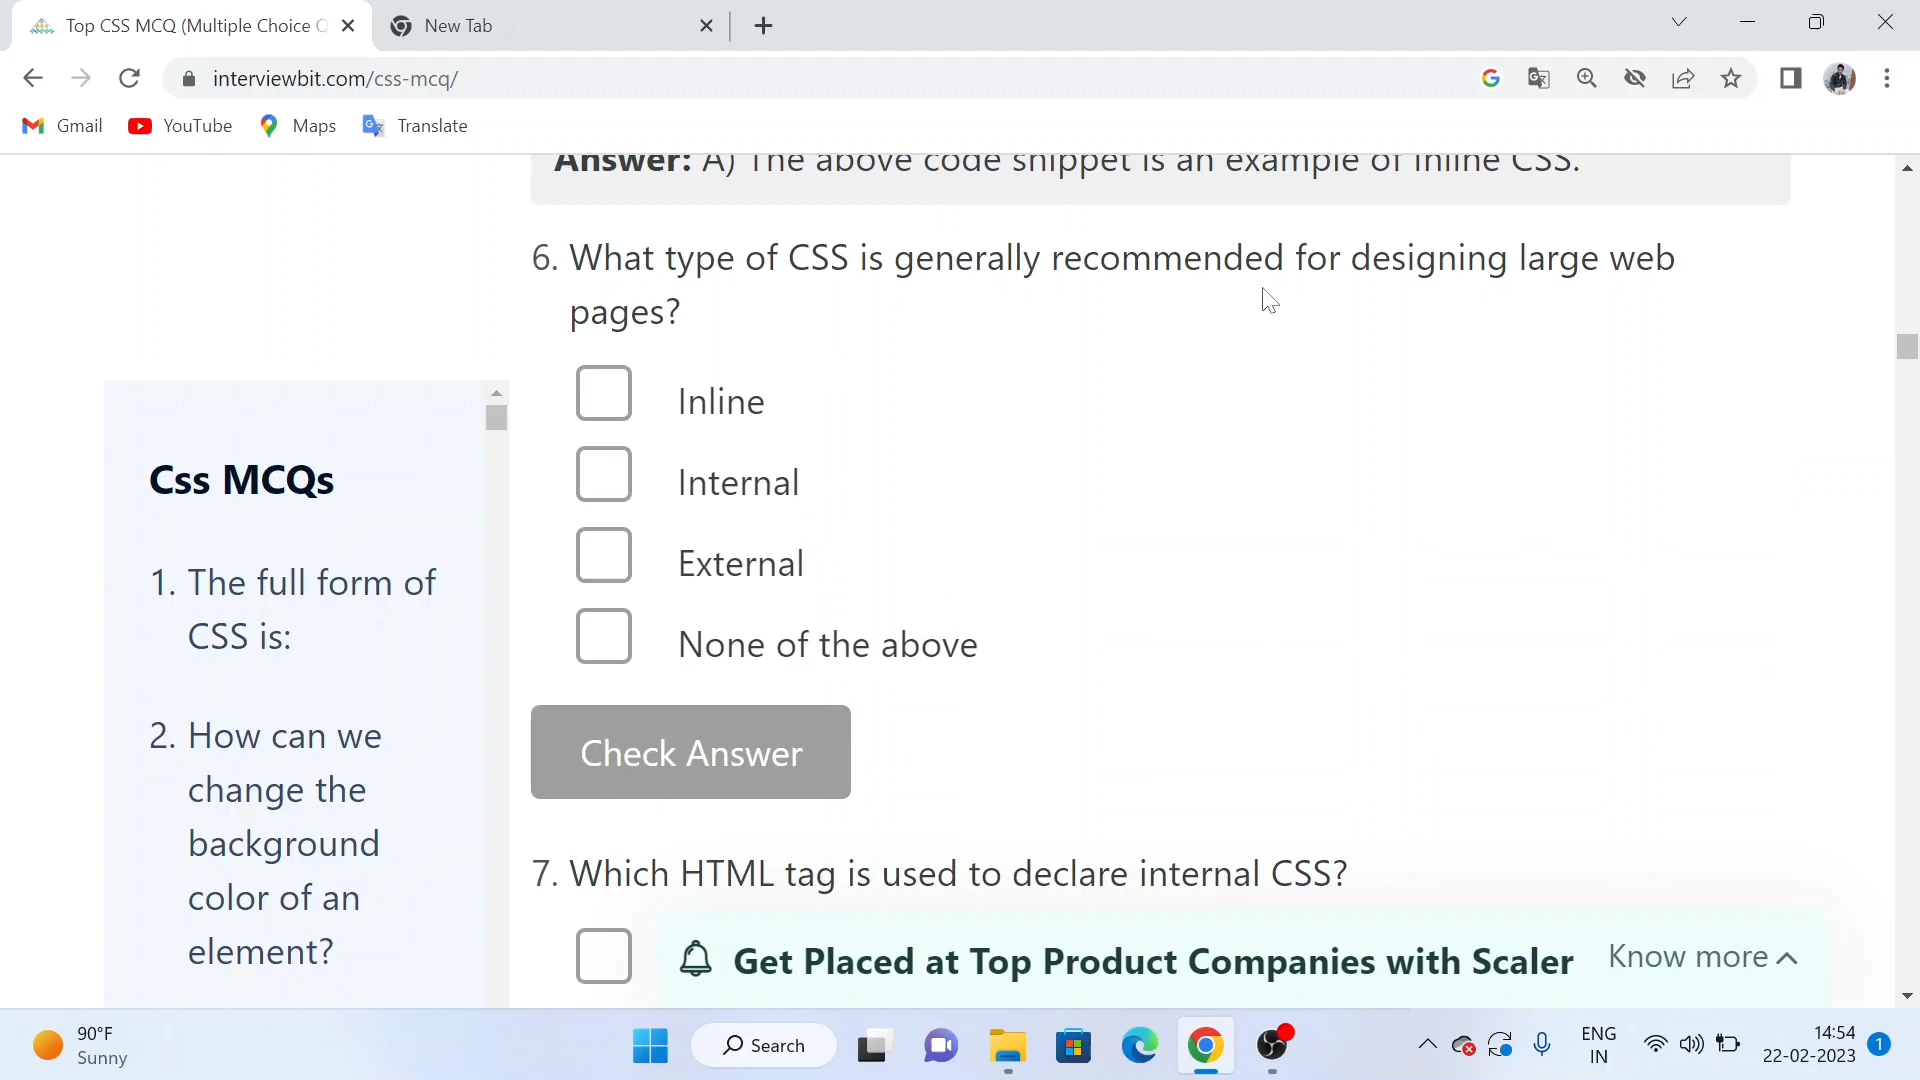 Top CSS MCQ (Multiple Choice Q
New Tab
interviewbit.com/css-mcq/
Gmail
YouTube
Maps
Translate
Answer: A) The above code snippet is an example of inline CSS.
6. What type of CSS is generally recommended for designing large web
pages?
Inline
Internal
External
None of the above
Check Answer
7. Which HTML tag is used to declare internal CSS?
Css MCQs
1. The full form of
CSS is:
2. How can we
change the
background
color of an
element?
Get Placed at Top Product Companies with Scaler
Know more
90°F
Sunny
Search
ENG
IN
14:54
22-02-2023
1